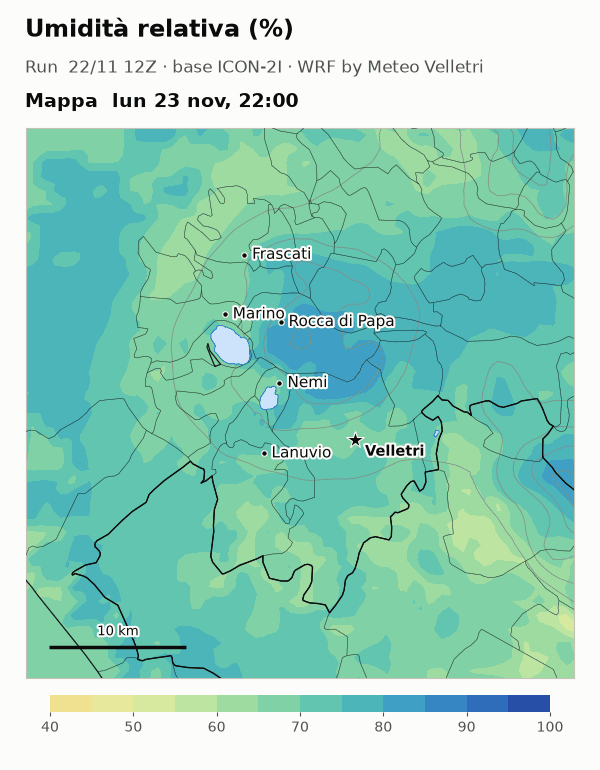 Umidità relativa (%)
Run  22/11 12Z · base ICON-2I · WRF by Meteo Velletri
Mappa  lun 23 nov, 22:00
Frascati
Marino
Rocca di Papa
Nemi
Velletri
Lanuvio
10 km
40 50 60 70 80 90 100